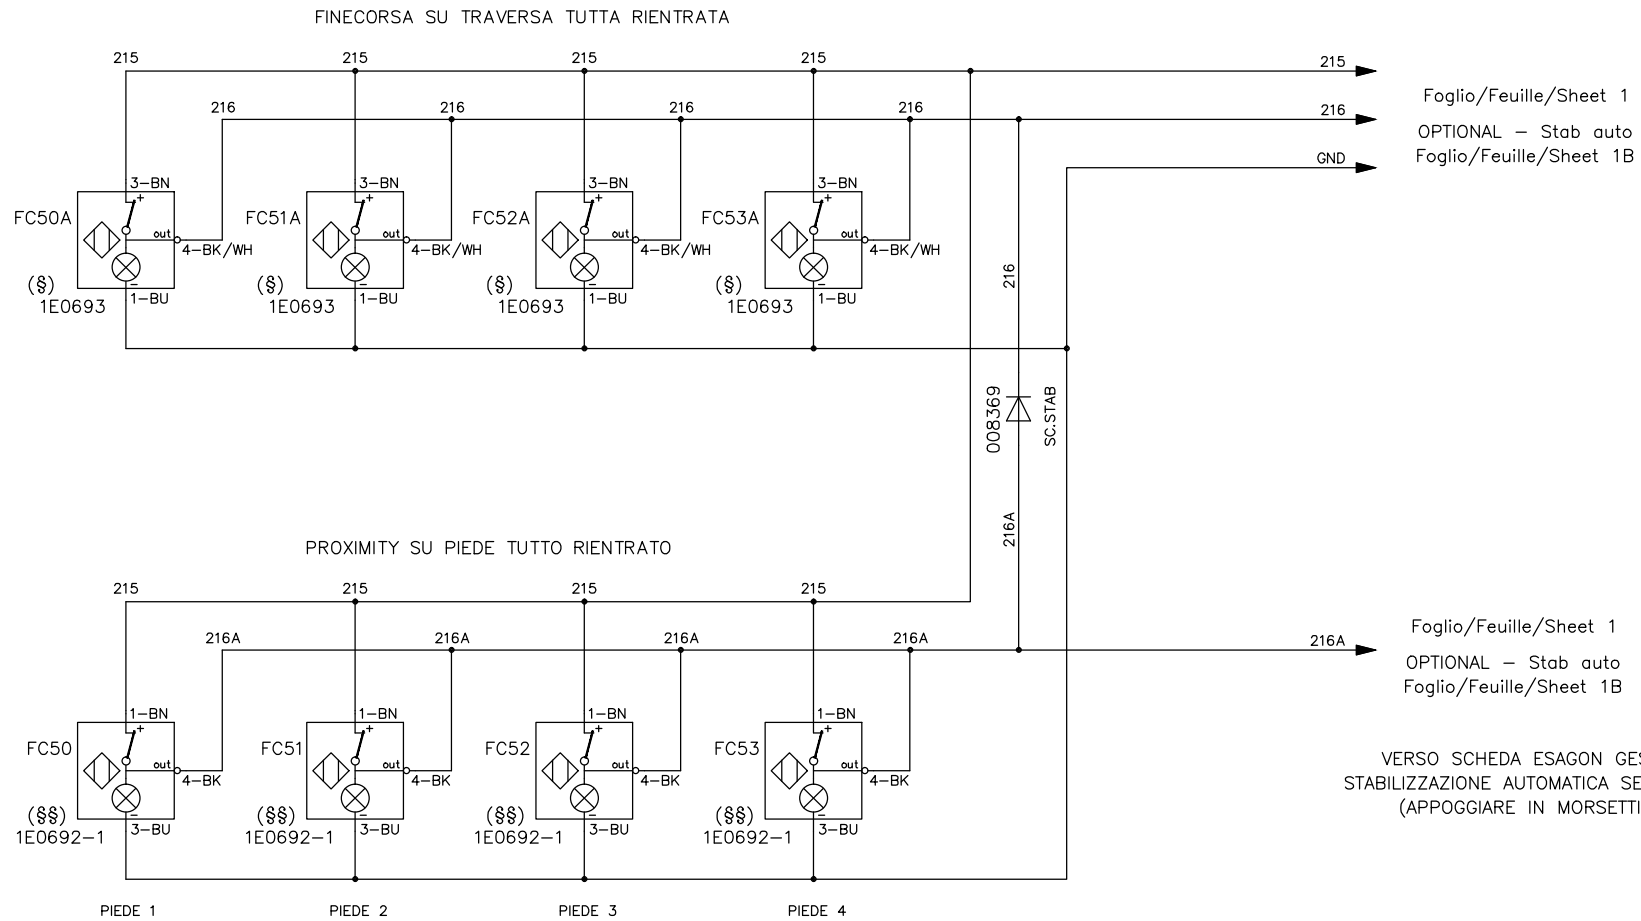 FINECORSA SU TRAVERSA TUTTA RIENTRATA
215 215 215 215 215
216 216 216 216 216
GND
Foglio/Feuille/Sheet 1
OPTIONAL – Stab auto
Foglio/Feuille/Sheet 1B
3-BN 3-BN 3-BN 3-BN
+ + + +
FC50A FC51A FC52A FC53A
out out out out
4-BK/WH 4-BK/WH 4-BK/WH 4-BK/WH
216
(§) (§) (§) (§)
– – – –
1-BU 1-BU 1-BU 1-BU
1E0693 1E0693 1E0693 1E0693
008369
SC.STAB
216A
PROXIMITY SU PIEDE TUTTO RIENTRATO
215 215 215 215
216A 216A 216A 216A 216A
Foglio/Feuille/Sheet 1
OPTIONAL – Stab auto
Foglio/Feuille/Sheet 1B
1-BN 1-BN 1-BN 1-BN
+ + + +
FC50 FC51 FC52 FC53
out out out out
4-BK 4-BK 4-BK 4-BK
(§§) (§§) (§§) (§§)
– – – –
3-BU 3-BU 3-BU 3-BU
1E0692-1 1E0692-1 1E0692-1 1E0692-1
VERSO SCHEDA ESAGON
STABILIZZAZIONE AUTOMATICA
(APPOGGIARE IN MORSETTI
PIEDE 1 PIEDE 2 PIEDE 3 PIEDE 4